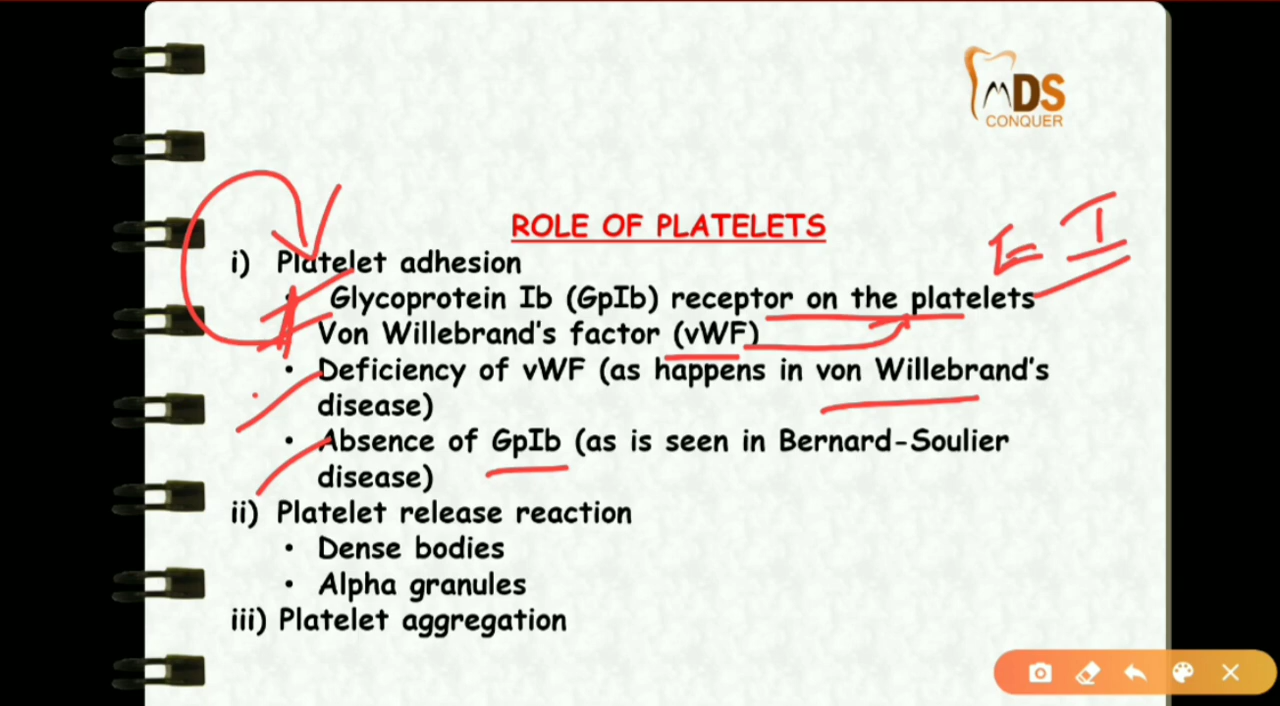 MDS
CONQUER
ROLE OF PLATELETS
E I
i) Platelet adhesion
• Glycoprotein Ib (GpIb) receptor on the platelets
Von Willebrand's factor (vWF)
• Deficiency of vWF (as happens in von Willebrand's
disease)
• Absence of GpIb (as is seen in Bernard-Soulier
disease)
ii) Platelet release reaction
• Dense bodies
• Alpha granules
iii) Platelet aggregation